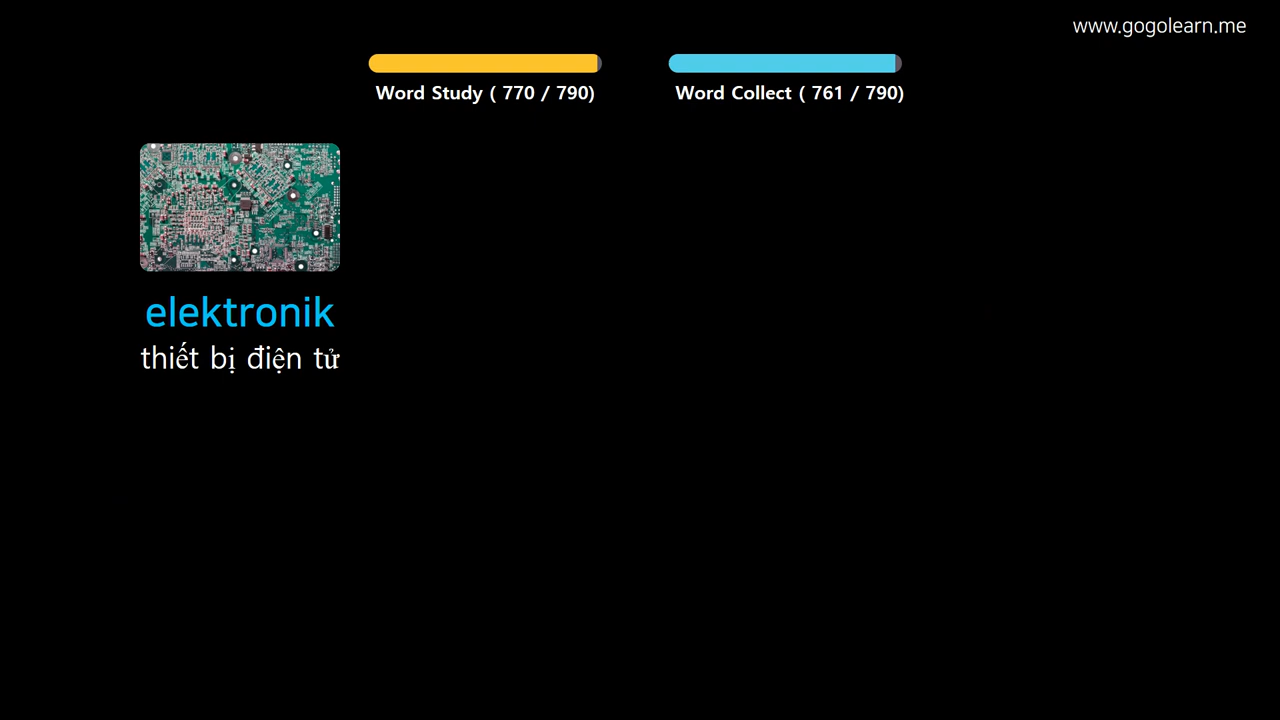 www.gogolearn.me
Word Study ( 770 / 790)
Word Collect ( 761 / 790)
elektronik
thiết bị điện tử